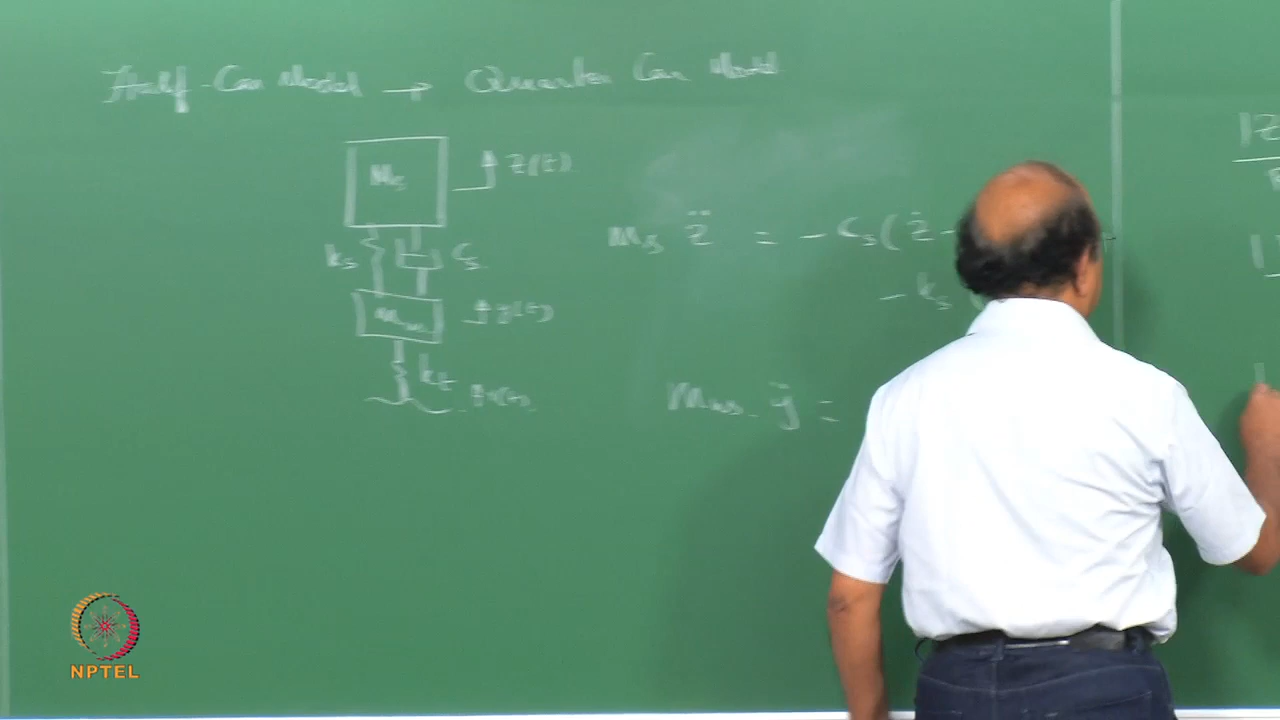 Half-Car Model → Quarter Car Model
Ms
z(t)
ks
cs
mus
y(t)
kt
ms z̈ = - cs(ż -
- ks
mus ÿ =
|z
NPTEL